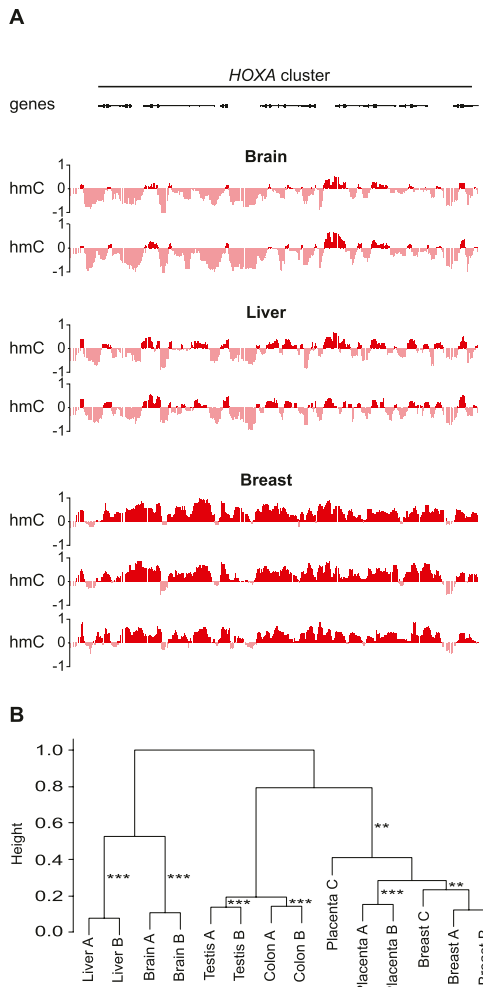 A
HOXA cluster
genes
Brain
1
hmC 0
-1
1
hmC 0
-1
Liver
1
hmC 0
-1
1
hmC 0
-1
Breast
1
hmC 0
-1
1
hmC 0
-1
1
hmC 0
-1
B
Height
1.0
0.8
0.6
0.4
0.2
0.0
**
*** *** *** *** *** **
Liver A
Liver B
Brain A
Brain B
Testis A
Testis B
Colon A
Colon B
Placenta C
Placenta A
Placenta B
Breast C
Breast A
Breast B